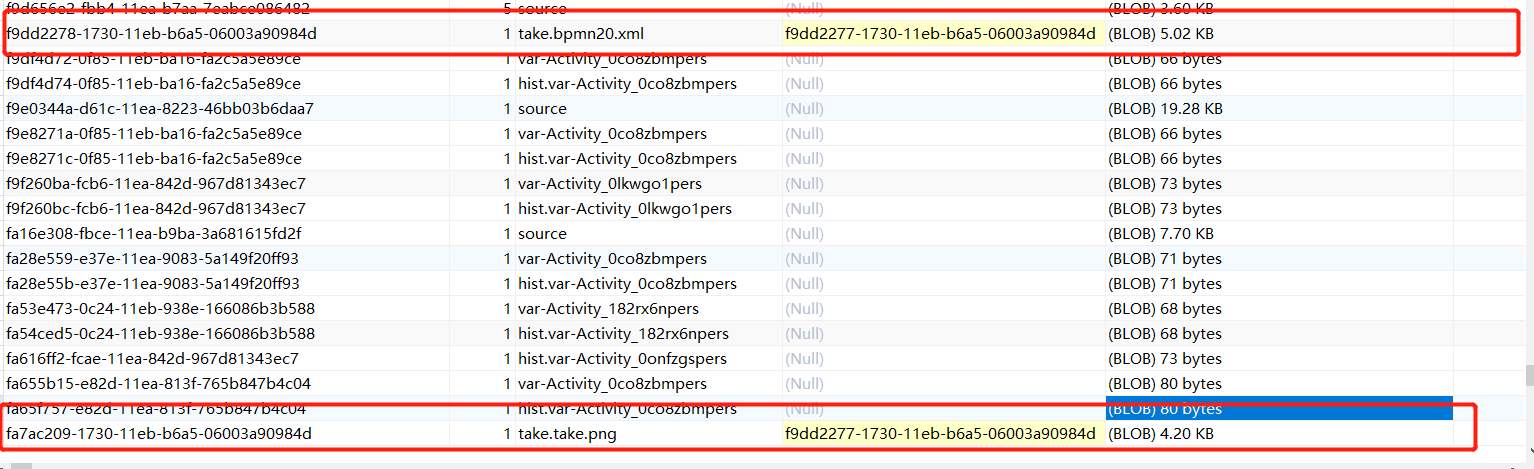 f9d656e2-fbb4-11ea-b7aa-7eabce086482 5 source (Null) (BLOB) 3.60 KB
f9dd2278-1730-11eb-b6a5-06003a90984d 1 take.bpmn20.xml f9dd2277-1730-11eb-b6a5-06003a90984d (BLOB) 5.02 KB
f9df4d72-0f85-11eb-ba16-fa2c5a5e89ce 1 var-Activity_0co8zbmpers (Null) (BLOB) 66 bytes
f9df4d74-0f85-11eb-ba16-fa2c5a5e89ce 1 hist.var-Activity_0co8zbmpers (Null) (BLOB) 66 bytes
f9e0344a-d61c-11ea-8223-46bb03b6daa7 1 source (Null) (BLOB) 19.28 KB
f9e8271a-0f85-11eb-ba16-fa2c5a5e89ce 1 var-Activity_0co8zbmpers (Null) (BLOB) 66 bytes
f9e8271c-0f85-11eb-ba16-fa2c5a5e89ce 1 hist.var-Activity_0co8zbmpers (Null) (BLOB) 66 bytes
f9f260ba-fcb6-11ea-842d-967d81343ec7 1 var-Activity_0lkwgo1pers (Null) (BLOB) 73 bytes
f9f260bc-fcb6-11ea-842d-967d81343ec7 1 hist.var-Activity_0lkwgo1pers (Null) (BLOB) 73 bytes
fa16e308-fbce-11ea-b9ba-3a681615fd2f 1 source (Null) (BLOB) 7.70 KB
fa28e559-e37e-11ea-9083-5a149f20ff93 1 var-Activity_0co8zbmpers (Null) (BLOB) 71 bytes
fa28e55b-e37e-11ea-9083-5a149f20ff93 1 hist.var-Activity_0co8zbmpers (Null) (BLOB) 71 bytes
fa53e473-0c24-11eb-938e-166086b3b588 1 var-Activity_182rx6npers (Null) (BLOB) 68 bytes
fa54ced5-0c24-11eb-938e-166086b3b588 1 hist.var-Activity_182rx6npers (Null) (BLOB) 68 bytes
fa616ff2-fcae-11ea-842d-967d81343ec7 1 hist.var-Activity_0onfzgspers (Null) (BLOB) 73 bytes
fa655b15-e82d-11ea-813f-765b847b4c04 1 var-Activity_0co8zbmpers (Null) (BLOB) 80 bytes
fa65f757-e82d-11ea-813f-765b847b4c04 1 hist.var-Activity_0co8zbmpers (Null) (BLOB) 80 bytes
fa7ac209-1730-11eb-b6a5-06003a90984d 1 take.take.png f9dd2277-1730-11eb-b6a5-06003a90984d (BLOB) 4.20 KB